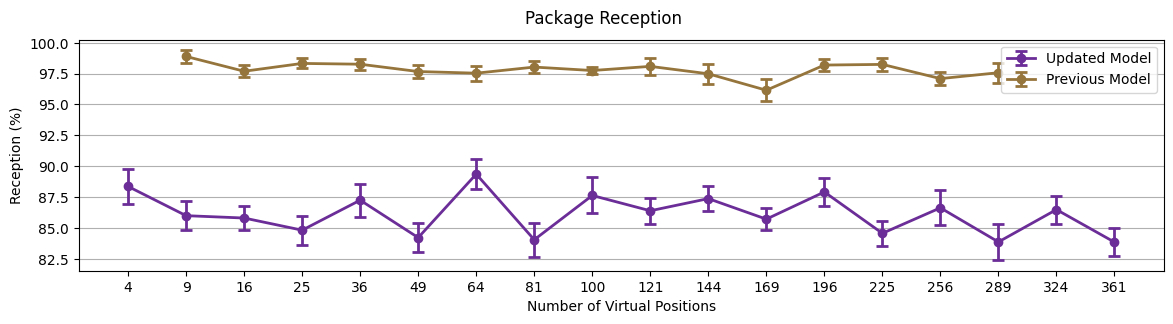 Package Reception
Reception (%)
100.0
97.5
95.0
92.5
90.0
87.5
85.0
82.5
Updated Model
Previous Model
4 9 16 25 36 49 64 81 100 121 144 169 196 225 256 289 324 361
Number of Virtual Positions